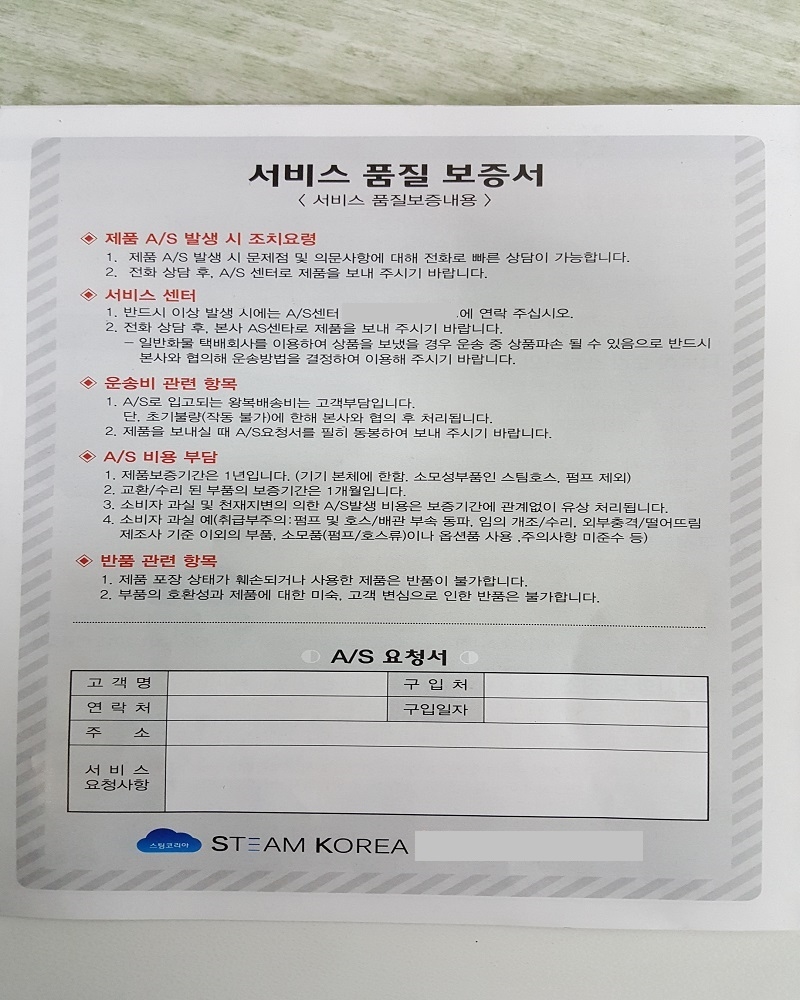 서비스 품질 보증서
< 서비스 품질보증내용 >
제품 A/S 발생 시 조치요령
1. 제품 A/S 발생 시 문제점 및 의문사항에 대해 전화로 빠른 상담이 가능합니다.
2. 전화 상담 후, A/S 센터로 제품을 보내 주시기 바랍니다.
서비스 센터
1. 반드시 이상 발생 시에는 A/S센터 .에 연락 주십시오.
2. 전화 상담 후, 본사 AS센타로 제품을 보내 주시기 바랍니다.
- 일반화물 택배회사를 이용하여 상품을 보냈을 경우 운송 중 상품파손 될 수 있음으로 반드시
본사와 협의해 운송방법을 결정하여 이용해 주시기 바랍니다.
운송비 관련 항목
1. A/S로 입고되는 왕복배송비는 고객부담입니다.
단, 초기불량(작동 불가)에 한해 본사와 협의 후 처리됩니다.
2. 제품을 보내실 때 A/S요청서를 필히 동봉하여 보내 주시기 바랍니다.
A/S 비용 부담
1. 제품보증기간은 1년입니다. (기기 본체에 한함. 소모성부품인 스팀호스, 펌프 제외)
2. 교환/수리 된 부품의 보증기간은 1개월입니다.
3. 소비자 과실 및 천재지변의 의한 A/S발생 비용은 보증기간에 관계없이 유상 처리됩니다.
4. 소비자 과실 예(취급부주의:펌프 및 호스/배관 부속 동파, 임의 개조/수리, 외부충격/떨어뜨림
제조사 기준 이외의 부품, 소모품(펌프/호스류)이나 옵션품 사용 ,주의사항 미준수 등)
반품 관련 항목
1. 제품 포장 상태가 훼손되거나 사용한 제품은 반품이 불가합니다.
2. 부품의 호환성과 제품에 대한 미숙, 고객 변심으로 인한 반품은 불가합니다.
A/S 요청서
고 객 명 구 입 처
연 락 처 구입일자
주 소
서 비 스
요청사항
스팀코리아 STEAM KOREA